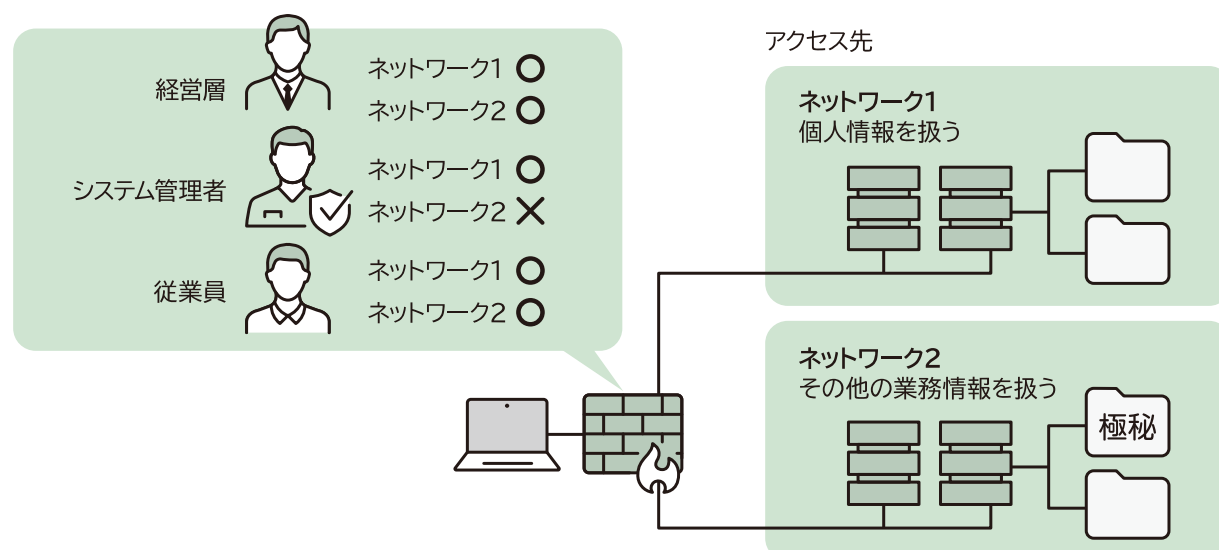 経営層
ネットワーク1
ネットワーク2
システム管理者
ネットワーク1
ネットワーク2
従業員
ネットワーク1
ネットワーク2
アクセス先
ネットワーク1
個人情報を扱う
ネットワーク2
その他の業務情報を扱う
極秘